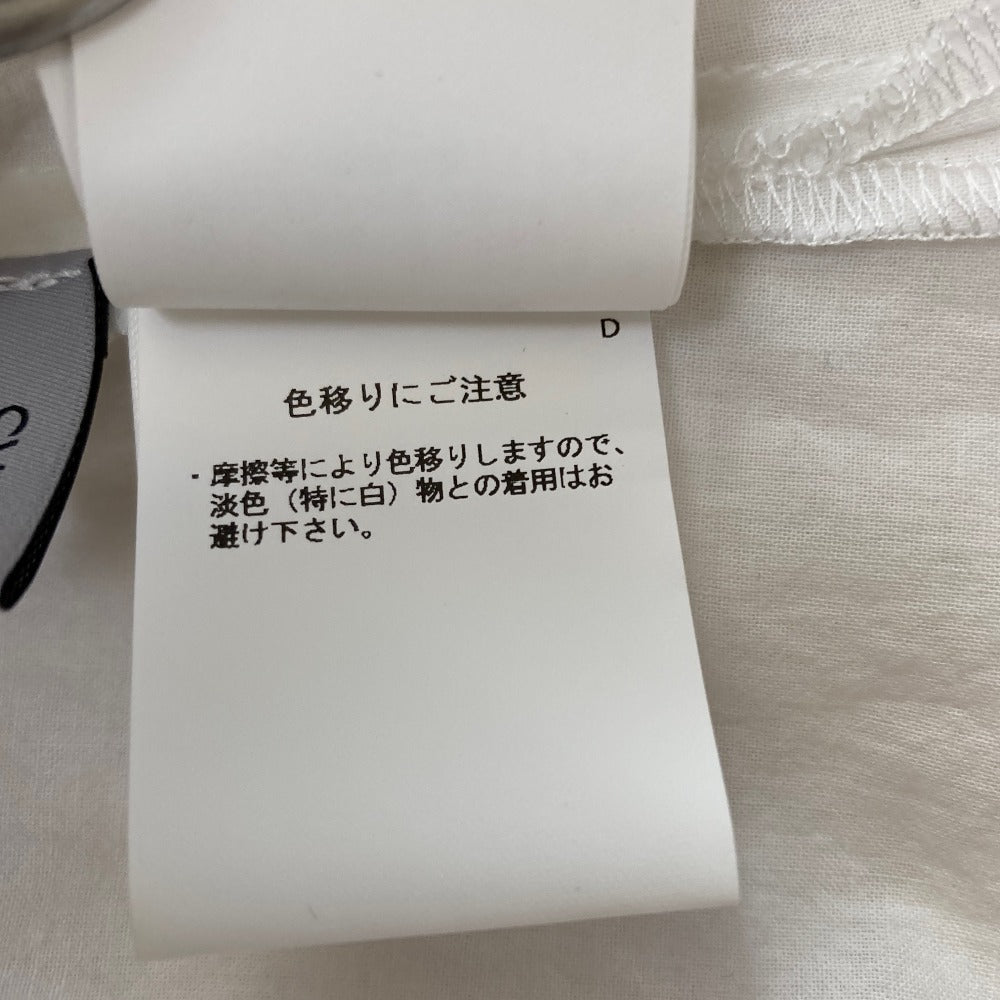 D
色移りにご注意
・摩擦等により色移りしますので、
淡色（特に白）物との着用はお
避け下さい。